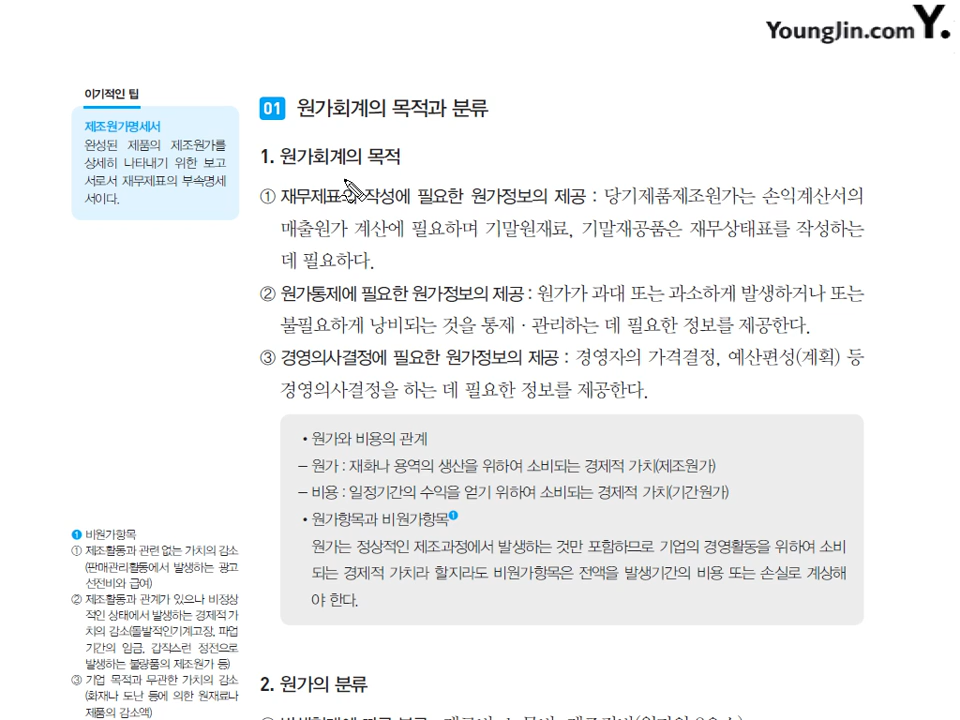 YoungJin.com Y.
이기적인 팁
제조원가명세서
완성된 제품의 제조원가를
상세히 나타내기 위한 보고
서로서 재무제표의 부속명세
서이다.
01 원가회계의 목적과 분류
1. 원가회계의 목적
① 재무제표의 작성에 필요한 원가정보의 제공 : 당기제품제조원가는 손익계산서의
매출원가 계산에 필요하며 기말원재료, 기말재공품은 재무상태표를 작성하는
데 필요하다.
② 원가통제에 필요한 원가정보의 제공 : 원가가 과대 또는 과소하게 발생하거나 또는
불필요하게 낭비되는 것을 통제 · 관리하는 데 필요한 정보를 제공한다.
③ 경영의사결정에 필요한 원가정보의 제공 : 경영자의 가격결정, 예산편성(계획) 등
경영의사결정을 하는 데 필요한 정보를 제공한다.
• 원가와 비용의 관계
– 원가 : 재화나 용역의 생산을 위하여 소비되는 경제적 가치(제조원가)
– 비용 : 일정기간의 수익을 얻기 위하여 소비되는 경제적 가치(기간원가)
• 원가항목과 비원가항목❶
원가는 정상적인 제조과정에서 발생하는 것만 포함하므로 기업의 경영활동을 위하여 소비
되는 경제적 가치라 할지라도 비원가항목은 전액을 발생기간의 비용 또는 손실로 계상해
야 한다.
❶ 비원가항목
① 제조활동과 관련 없는 가치의 감소
(판매관리활동에서 발생하는 광고
선전비와 급여)
② 제조활동과 관계가 있으나 비정상
적인 상태에서 발생하는 경제적 가
치의 감소(돌발적인기계고장, 파업
기간의 임금, 갑작스런 정전으로
발생하는 불량품의 제조원가 등)
③ 기업 목적과 무관한 가치의 감소
(화재나 도난 등에 의한 원재료나
제품의 감소액)
2. 원가의 분류